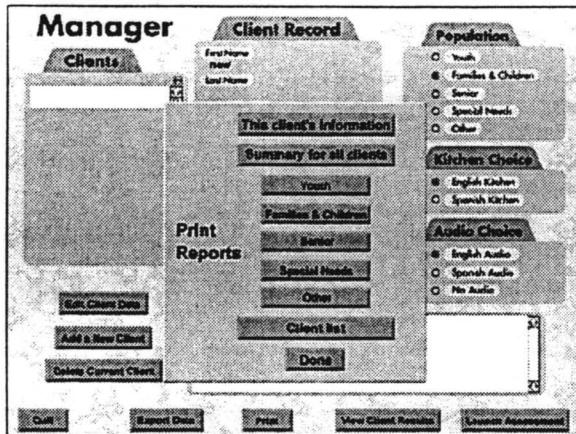 Manager
Clients
Client Record
First Name
new
Last Name
Population
Youth
Families & Children
Senior
Special Needs
Other
Kitchen Choice
English Kitchen
Spanish Kitchen
Audio Choice
English Audio
Spanish Audio
No Audio
Print
Reports
This client's information
Summary for all clients
Youth
Families & Children
Senior
Special Needs
Other
Client list
Done
Edit Client Data
Add a New Client
Delete Current Client
Quit
Export Data
Print
View Client Results
Launch Assessment